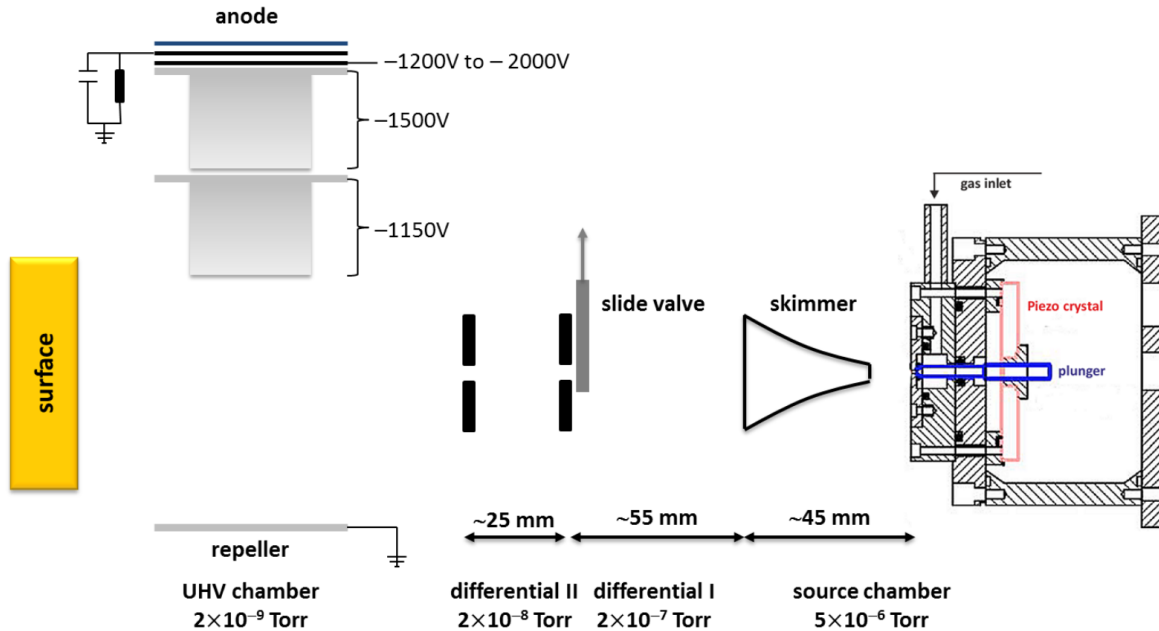 anode
−1200V to − 2000V
−1500V
−1150V
gas inlet
slide valve
skimmer
Piezo crystal
plunger
surface
~25 mm
~55 mm
~45 mm
repeller
UHV chamber
2×10⁻⁹ Torr
differential II
2×10⁻⁸ Torr
differential I
2×10⁻⁷ Torr
source chamber
5×10⁻⁶ Torr